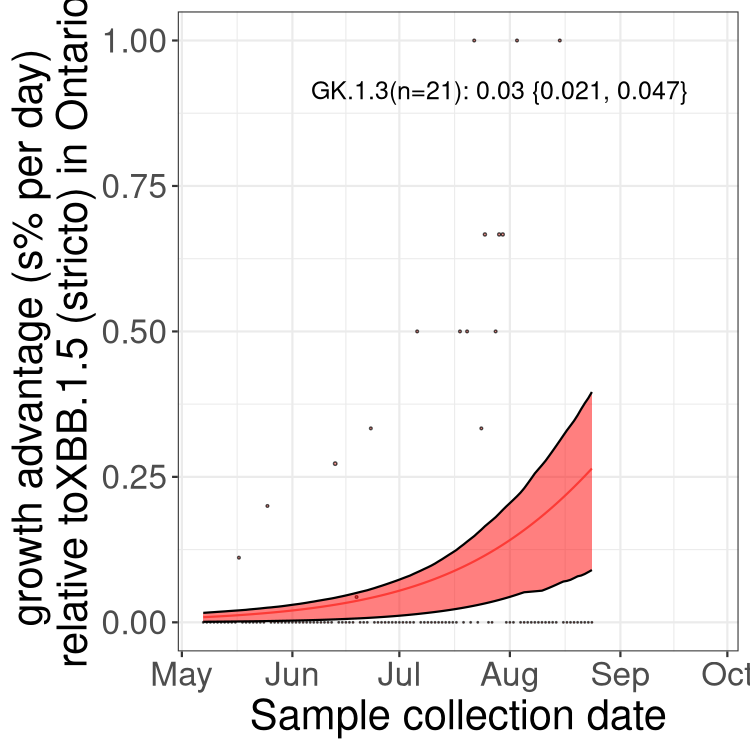 growth advantage (s% per day)
relative toXBB.1.5 (stricto) in Ontario
1.00
0.75
0.50
0.25
0.00
GK.1.3(n=21): 0.03 {0.021, 0.047}
May Jun Jul Aug Sep Oct
Sample collection date